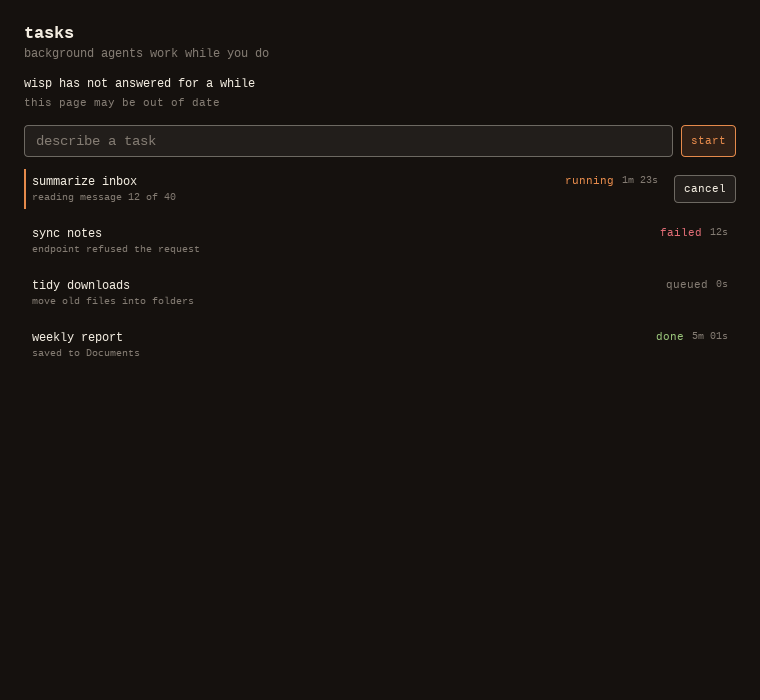 tasks
background agents work while you do
wisp has not answered for a while
this page may be out of date
describe a task
start
summarize inbox
running 1m 23s
cancel
reading message 12 of 40
sync notes
failed 12s
endpoint refused the request
tidy downloads
queued 0s
move old files into folders
weekly report
done 5m 01s
saved to Documents